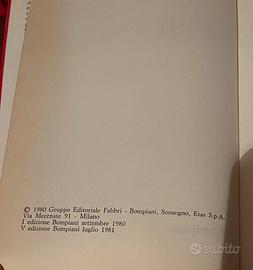 © 1980 Gruppo Editoriale Fabbri - Bompiani, Sonzogno, Etas S.p.A.
Via Mecenate 91 - Milano
I edizione Bompiani settembre 1980
V edizione Bompiani luglio 1981
subito